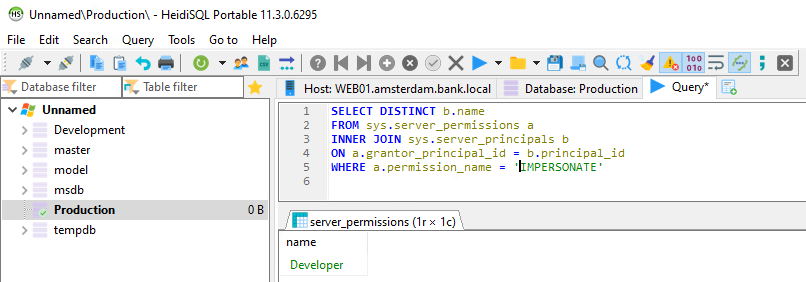 Unnamed\Production\ - HeidiSQL Portable 11.3.0.6295
File Edit Search Query Tools Go to Help
Database filter Table filter Host: WEB01.amsterdam.bank.local Database: Production Query*
Unnamed
Development
master
model
msdb
Production 0 B
tempdb
1 SELECT DISTINCT b.name
2 FROM sys.server_permissions a
3 INNER JOIN sys.server_principals b
4 ON a.grantor_principal_id = b.principal_id
5 WHERE a.permission_name = 'IMPERSONATE'
6
server_permissions (1r × 1c)
name
Developer